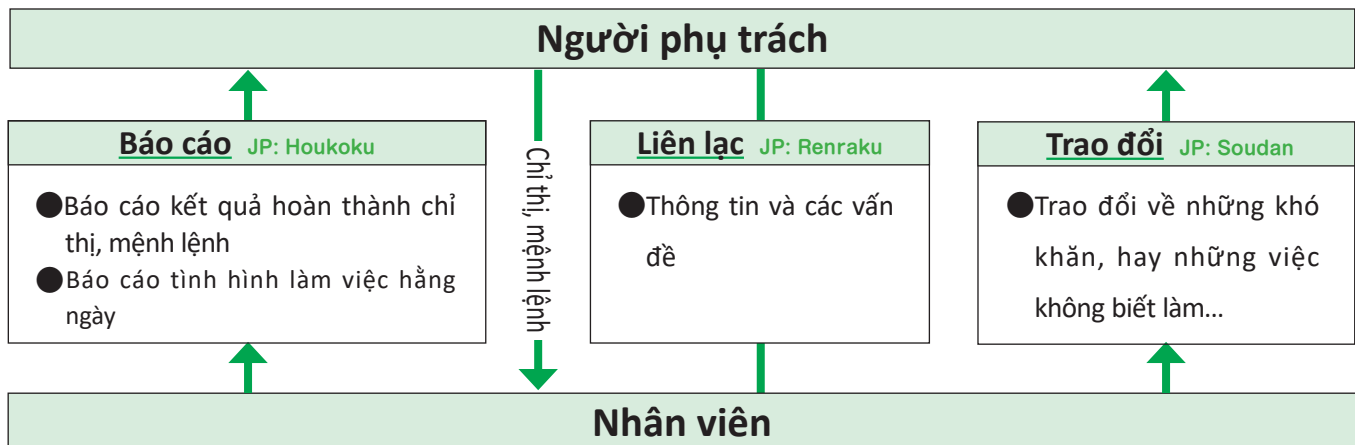 Người phụ trách
Báo cáo JP: Houkoku
●Báo cáo kết quả hoàn thành chỉ
thị, mệnh lệnh
●Báo cáo tình hình làm việc hằng
ngày
Chỉ thị, mệnh lệnh
Liên lạc JP: Renraku
●Thông tin và các vấn
đề
Trao đổi JP: Soudan
●Trao đổi về những khó
khăn, hay những việc
không biết làm...
Nhân viên